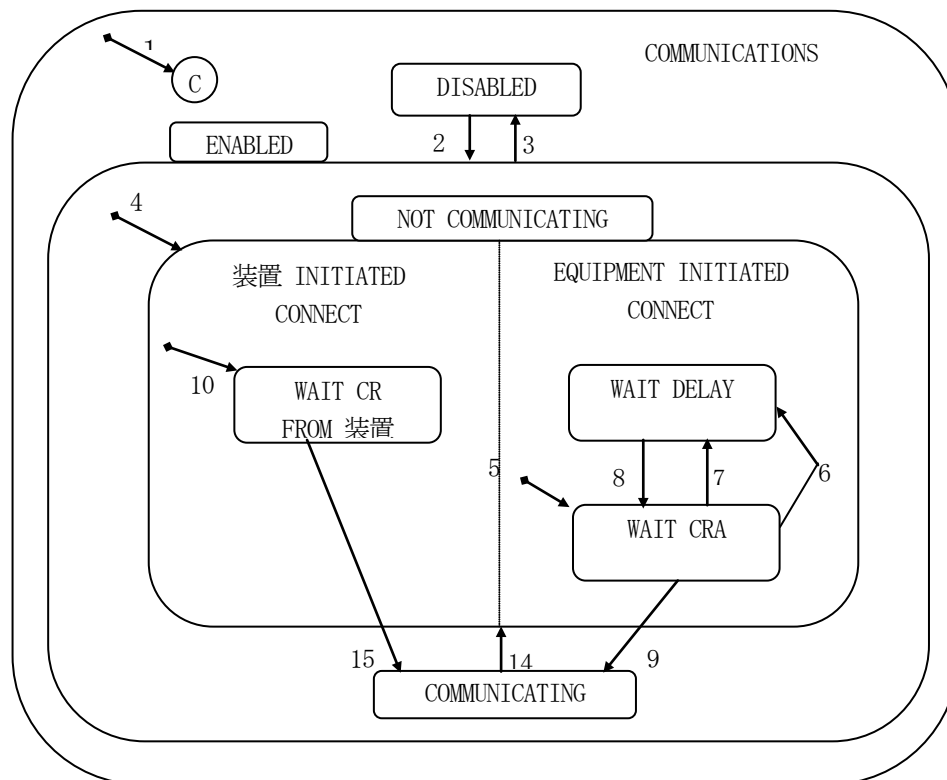 1
COMMUNICATIONS
C
DISABLED
2
3
ENABLED
4
NOT COMMUNICATING
装置 INITIATED
CONNECT
EQUIPMENT INITIATED
CONNECT
10
WAIT CR
FROM 装置
WAIT DELAY
5
8
7
6
WAIT CRA
15
14
9
COMMUNICATING